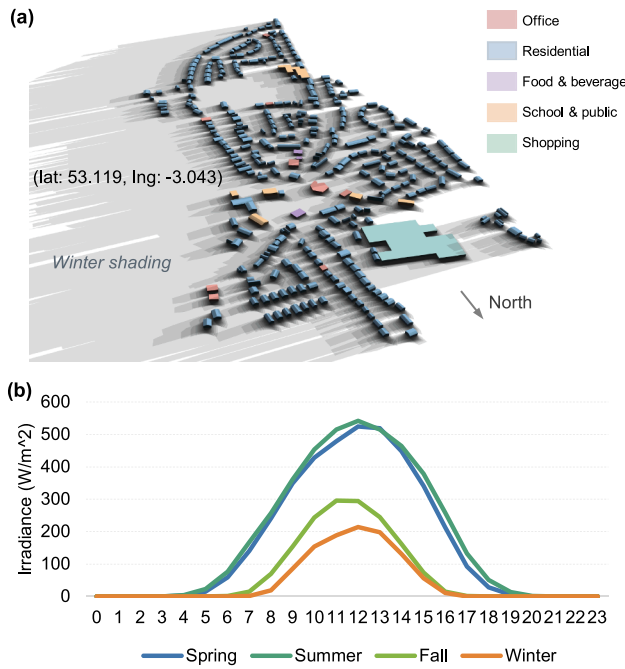 (a)
Office
Residential
Food & beverage
School & public
Shopping
(lat: 53.119, lng: -3.043)
Winter shading
North
(b)
600
500
400
300
200
100
0
Irradiance (W/m^2)
0 1 2 3 4 5 6 7 8 9 10 11 12 13 14 15 16 17 18 19 20 21 22 23
Spring Summer Fall Winter